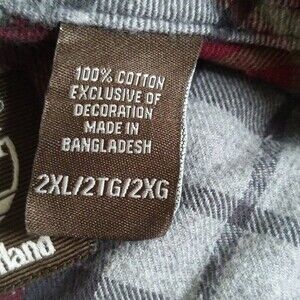 100% COTTON
EXCLUSIVE OF
DECORATION
MADE IN
BANGLADESH
2XL/2TG/2XG